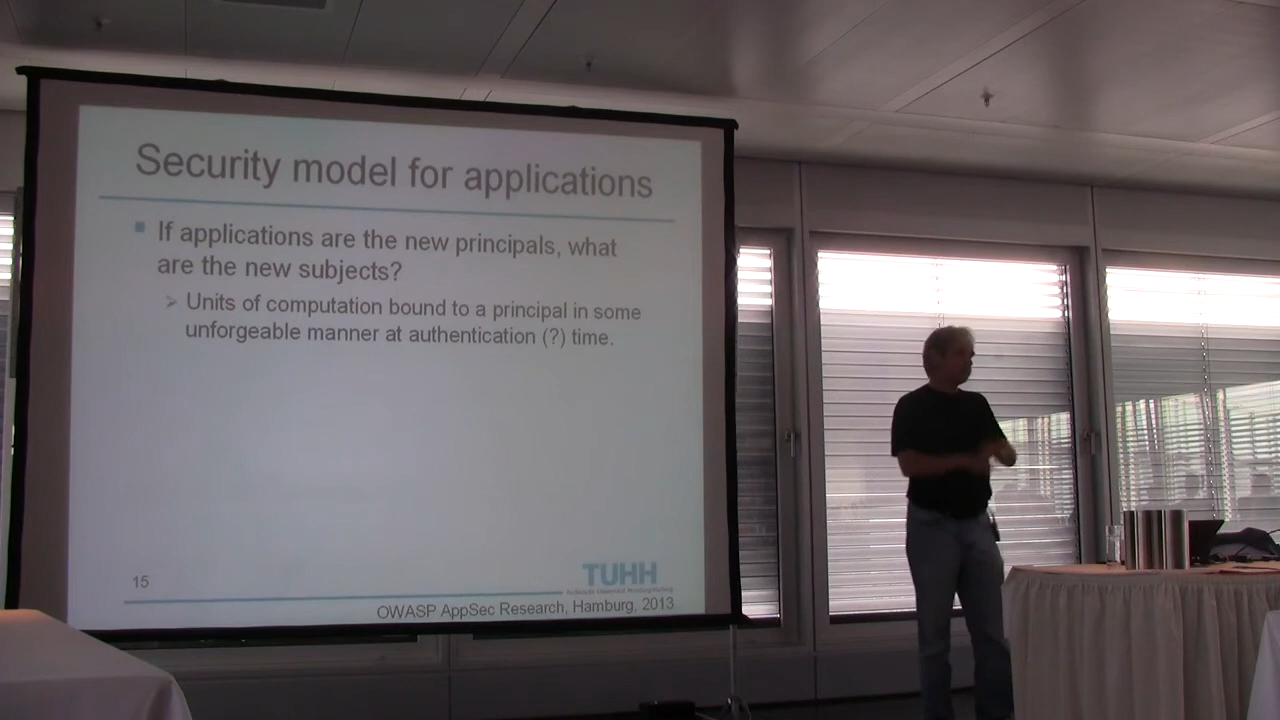 Security model for applications
If applications are the new principals, what
are the new subjects?
Units of computation bound to a principal in some
unforgeable manner at authentication (?) time.
15
TUHH
OWASP AppSec Research, Hamburg, 2013